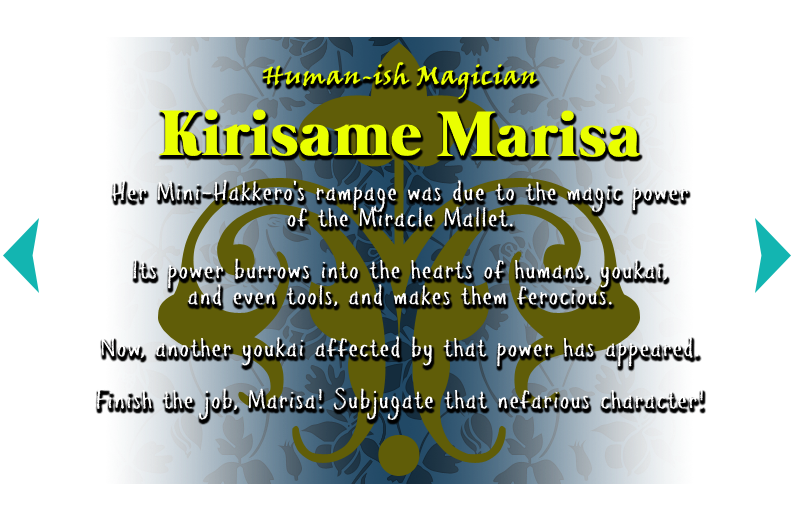 Human-ish Magician
Kirisame Marisa
Her Mini-Hakkero's rampage was due to the magic power
of the Miracle Mallet.
Its power burrows into the hearts of humans, youkai,
and even tools, and makes them ferocious.
Now, another youkai affected by that power has appeared.
Finish the job, Marisa! Subjugate that nefarious character!